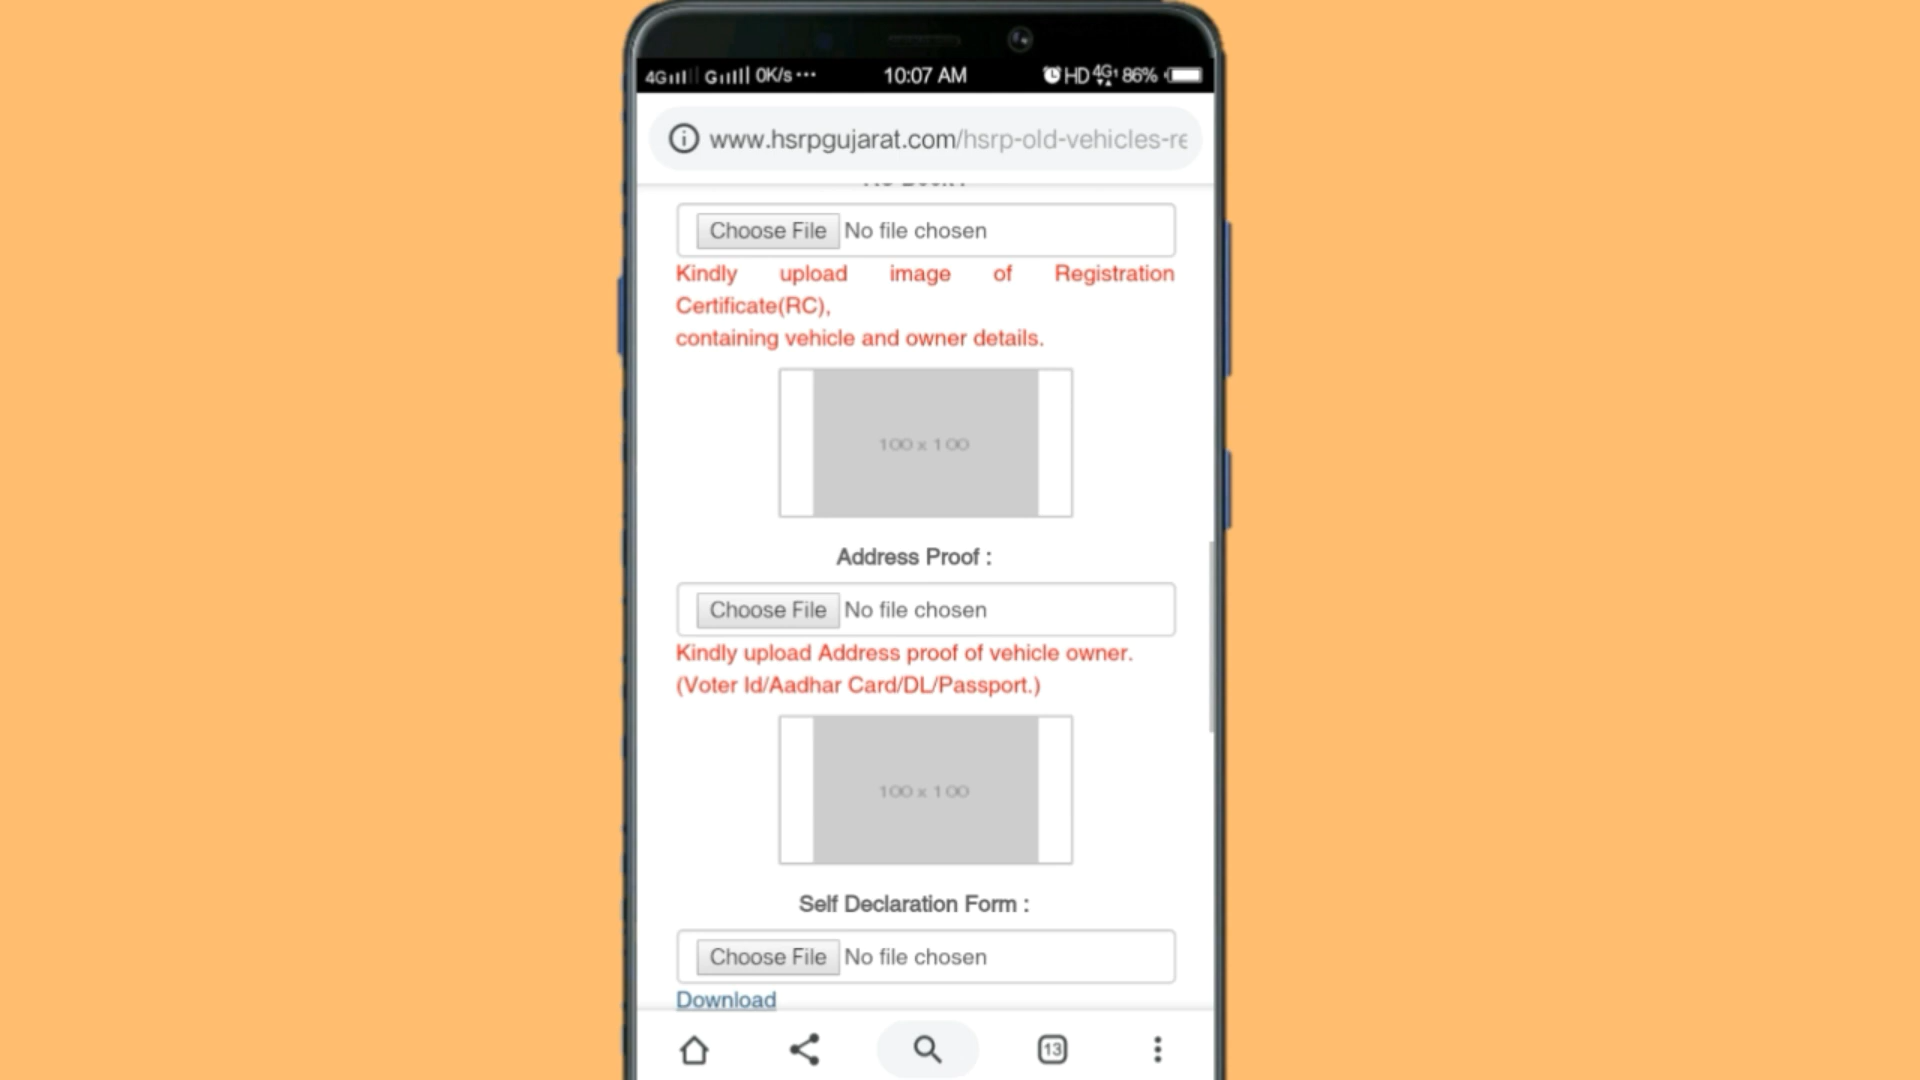 4G G 0K/s ··· 10:07 AM HD 4G 1 86%
www.hsrpgujarat.com/hsrp-old-vehicles-re
Choose File No file chosen
Kindly upload image of Registration
Certificate(RC),
containing vehicle and owner details.
100 x 100
Address Proof :
Choose File No file chosen
Kindly upload Address proof of vehicle owner.
(Voter Id/Aadhar Card/DL/Passport.)
100 x 100
Self Declaration Form :
Choose File No file chosen
Download
13